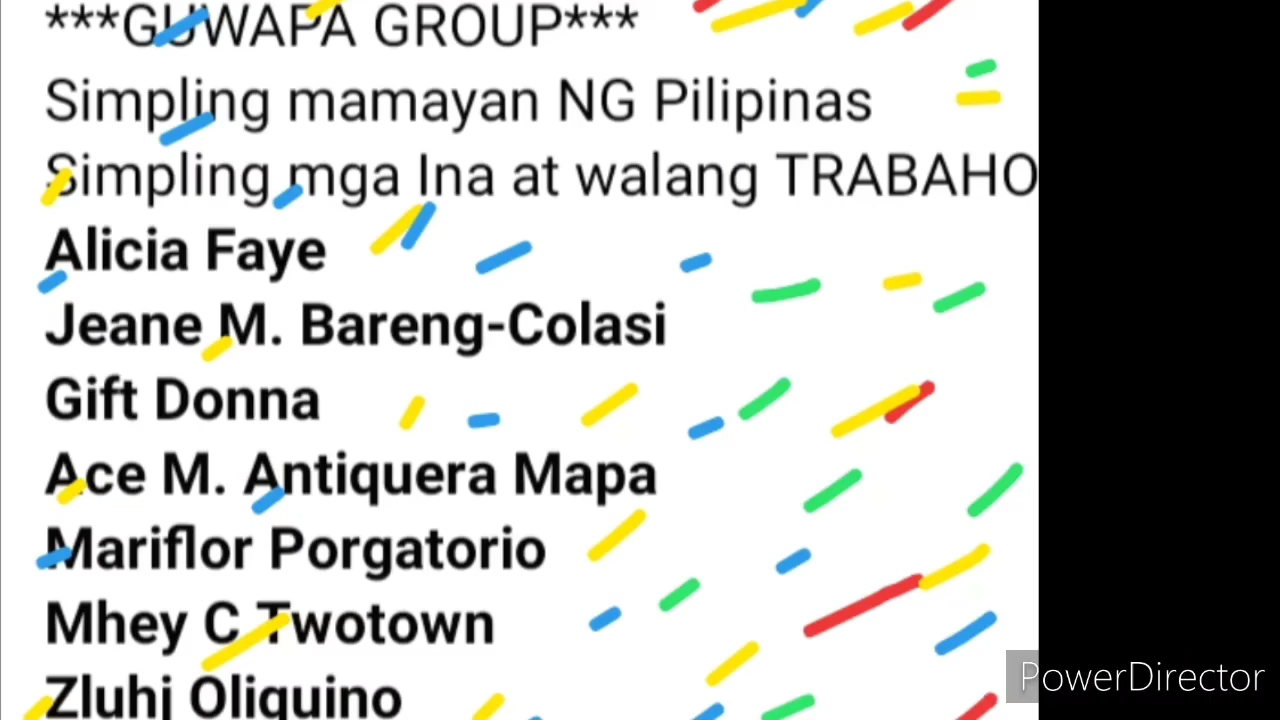 ***GUWAPA GROUP***
Simpling mamayan NG Pilipinas
Simpling mga Ina at walang TRABAHO
Alicia Faye
Jeane M. Bareng-Colasi
Gift Donna
Ace M. Antiquera Mapa
Mariflor Porgatorio
Mhey C Twotown
Zluhj Oliquino
PowerDirector